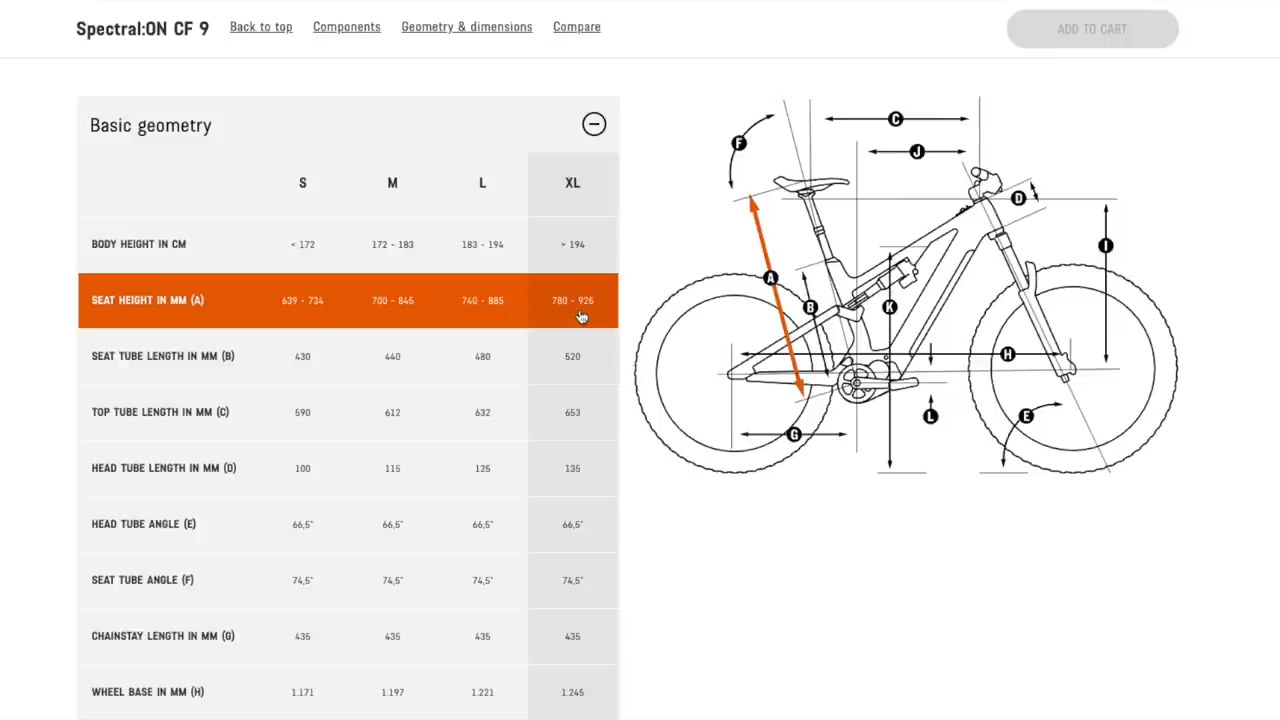 Spectral:ON CF 9 Back to top Components Geometry & dimensions Compare ADD TO CART
Basic geometry
S M L XL
BODY HEIGHT IN CM < 172 172 - 183 183 - 194 > 194
SEAT HEIGHT IN MM (A) 639 - 734 700 - 845 740 - 885 780 - 925
SEAT TUBE LENGTH IN MM (B) 430 440 480 520
TOP TUBE LENGTH IN MM (C) 590 612 632 653
HEAD TUBE LENGTH IN MM (D) 100 115 125 135
HEAD TUBE ANGLE (E) 66,5° 66,5° 66,5° 66,5°
SEAT TUBE ANGLE (F) 74,5° 74,5° 74,5° 74,5°
CHAINSTAY LENGTH IN MM (G) 435 435 435 435
WHEEL BASE IN MM (H) 1.171 1.197 1.221 1.245
C
F
J
D
I
A
B
K
H
L
E
G